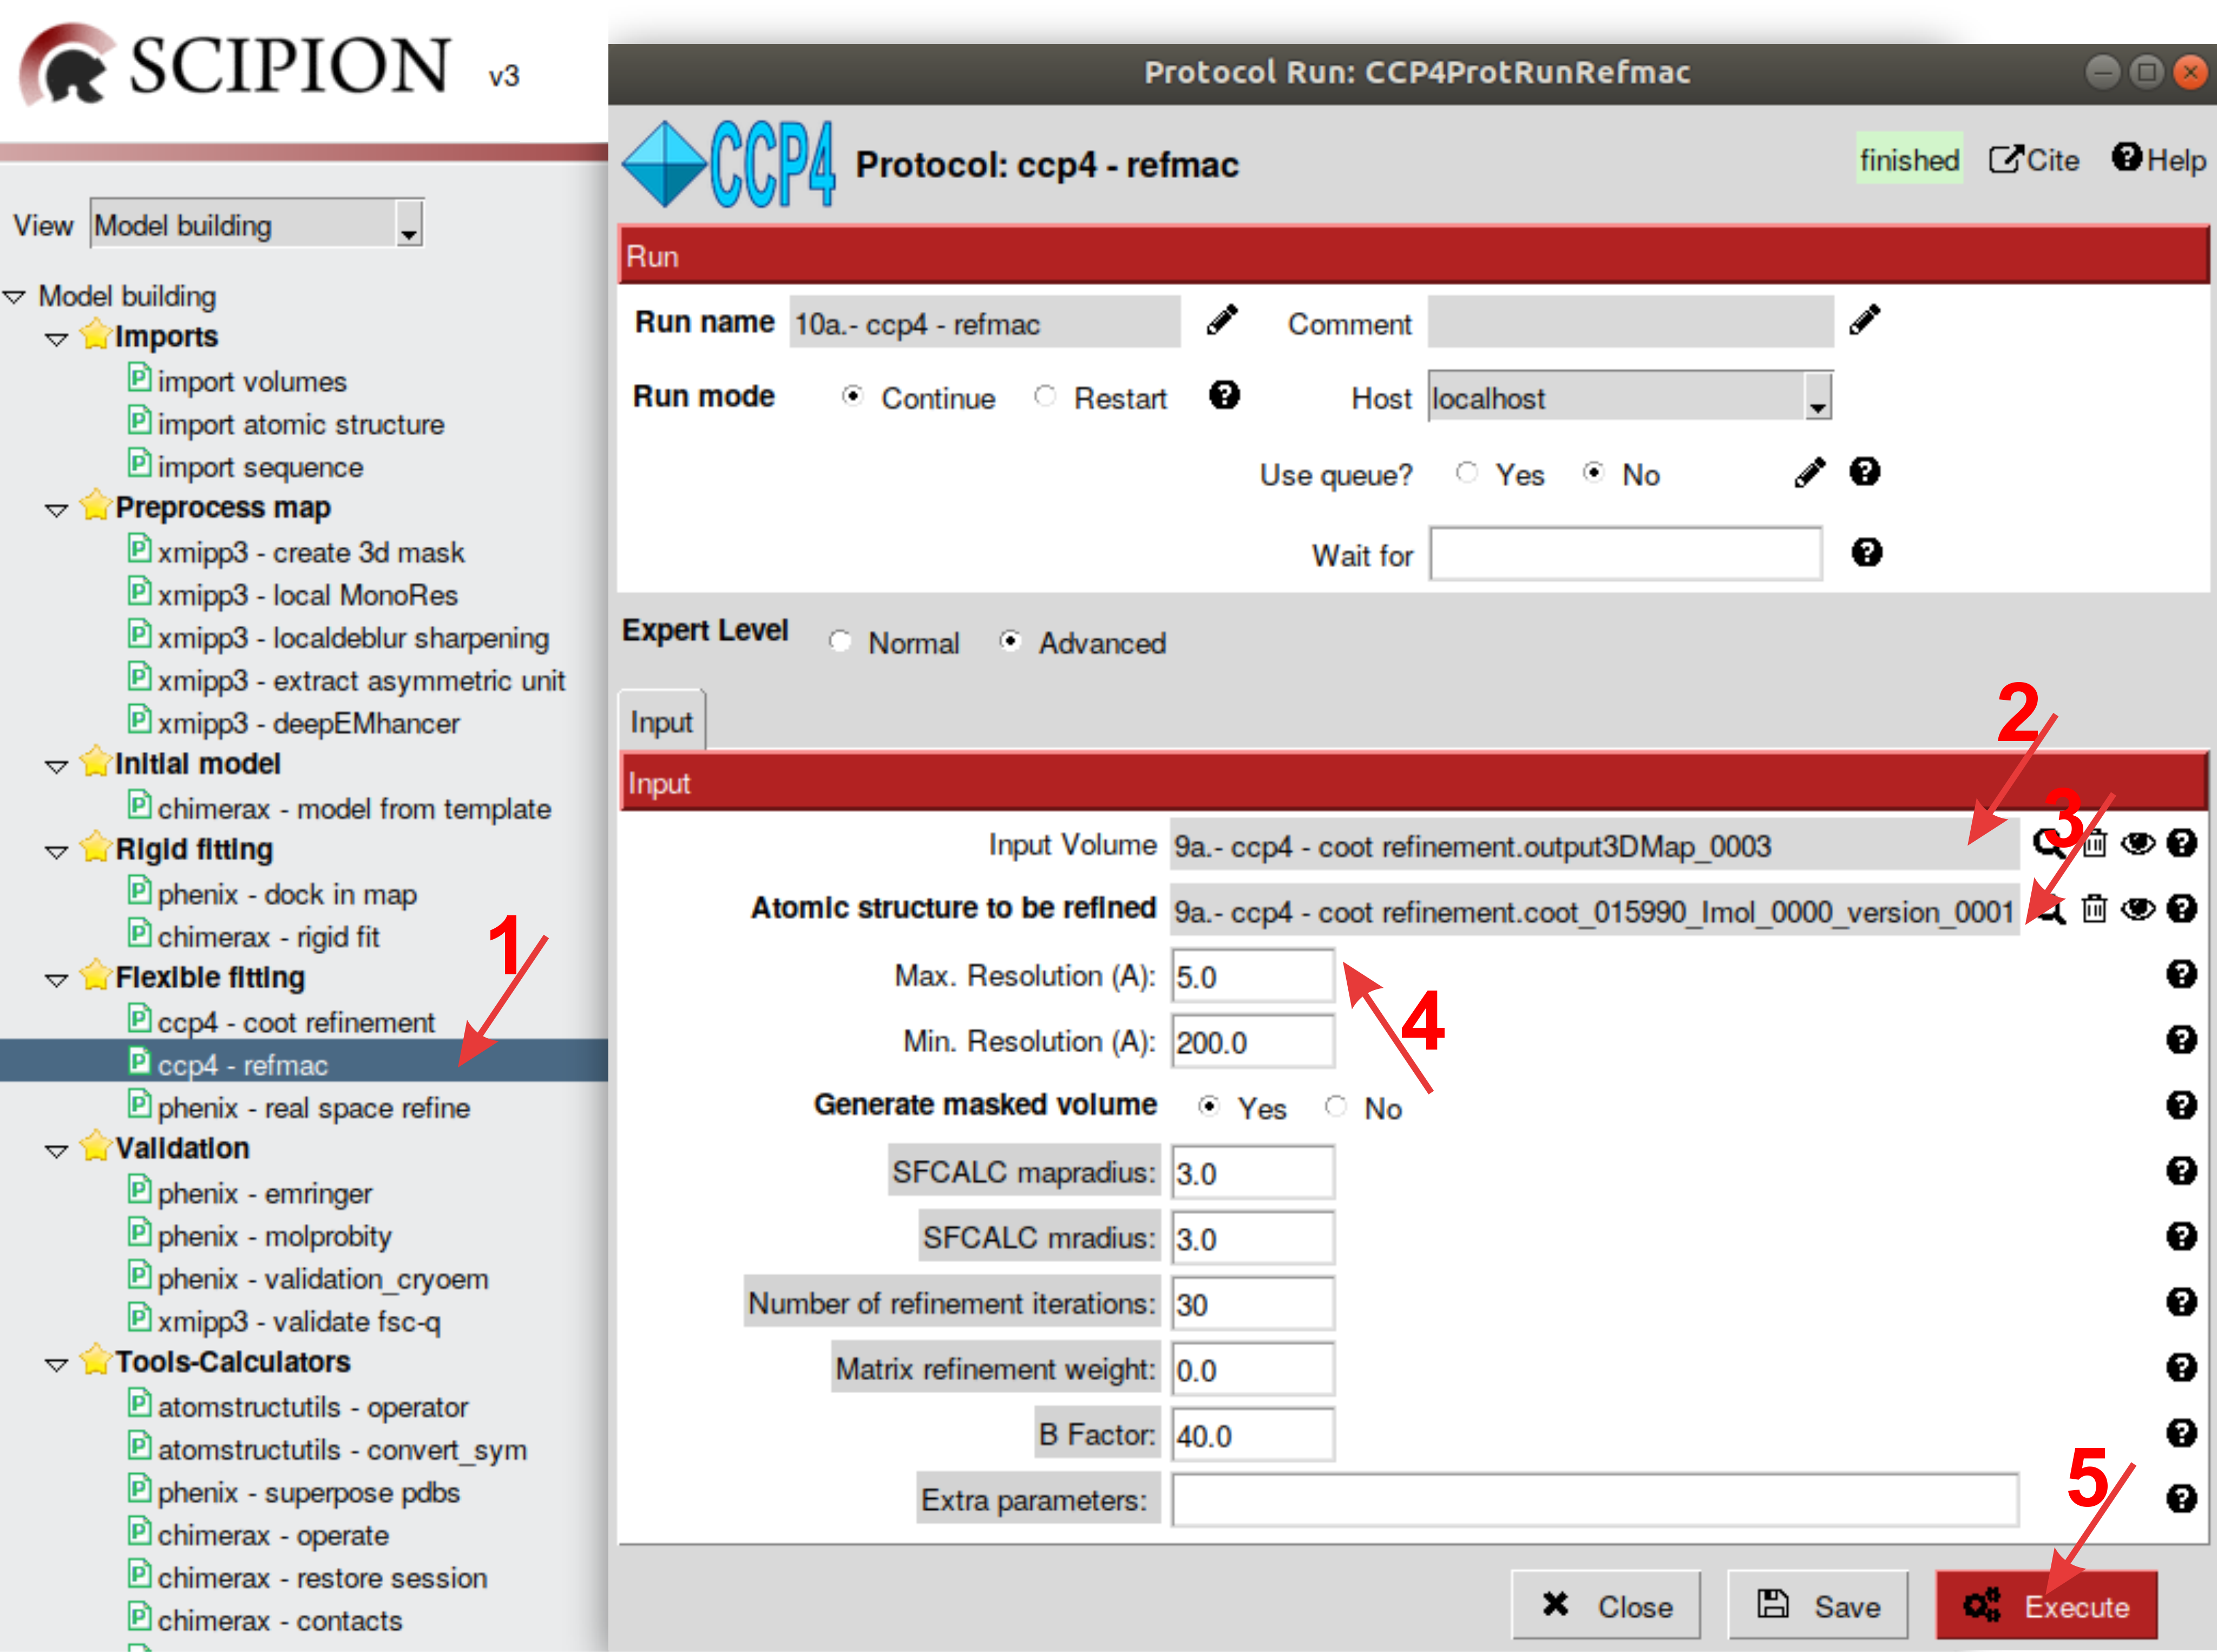 SCIPION v3
View Model building
Model building
Imports
import volumes
import atomic structure
import sequence
Preprocess map
xmipp3 - create 3d mask
xmipp3 - local MonoRes
xmipp3 - localdeblur sharpening
xmipp3 - extract asymmetric unit
xmipp3 - deepEMhancer
Initial model
chimerax - model from template
Rigid fitting
phenix - dock in map
chimerax - rigid fit
1
Flexible fitting
ccp4 - coot refinement
ccp4 - refmac
phenix - real space refine
Validation
phenix - emringer
phenix - molprobity
phenix - validation_cryoem
xmipp3 - validate fsc-q
Tools-Calculators
atomstructutils - operator
atomstructutils - convert_sym
phenix - superpose pdbs
chimerax - operate
chimerax - restore session
chimerax - contacts
Protocol Run: CCP4ProtRunRefmac
CCP4 Protocol: ccp4 - refmac finished Cite Help
Run
Run name 10a.- ccp4 - refmac Comment
Run mode Continue Restart Host localhost
Use queue? Yes No
Wait for
Expert Level Normal Advanced
Input
2
Input
3
Input Volume 9a.- ccp4 - coot refinement.output3DMap_0003
Atomic structure to be refined 9a.- ccp4 - coot refinement.coot_015990_Imol_0000_version_0001
Max. Resolution (A): 5.0
4
Min. Resolution (A): 200.0
Generate masked volume Yes No
SFCALC mapradius: 3.0
SFCALC mradius: 3.0
Number of refinement iterations: 30
Matrix refinement weight: 0.0
B Factor: 40.0
5
Extra parameters:
Close Save Execute